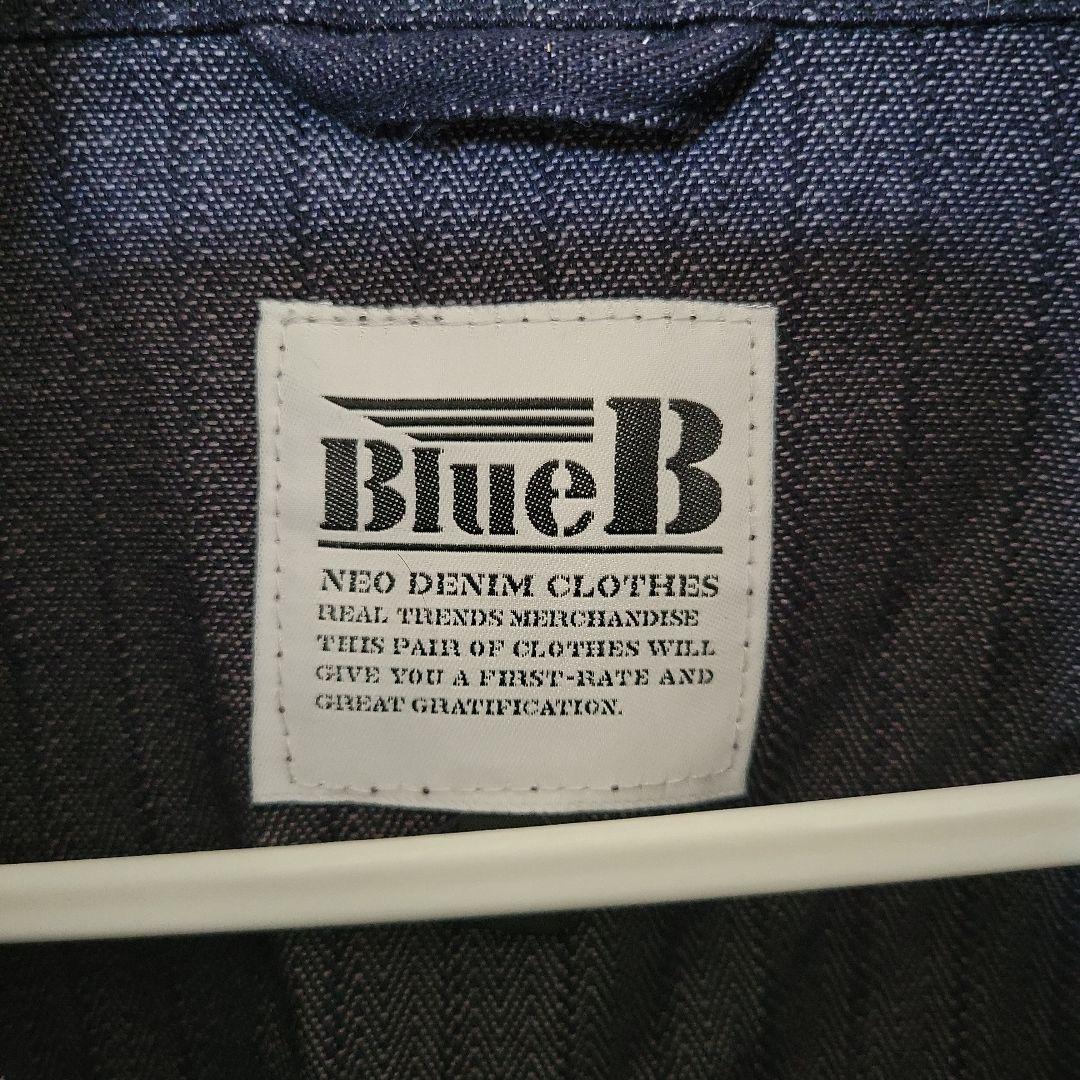 BlueB
NEO DENIM CLOTHES
REAL TRENDS MERCHANDISE
THIS PAIR OF CLOTHES WILL
GIVE YOU A FIRST-RATE AND
GREAT GRATIFICATION.